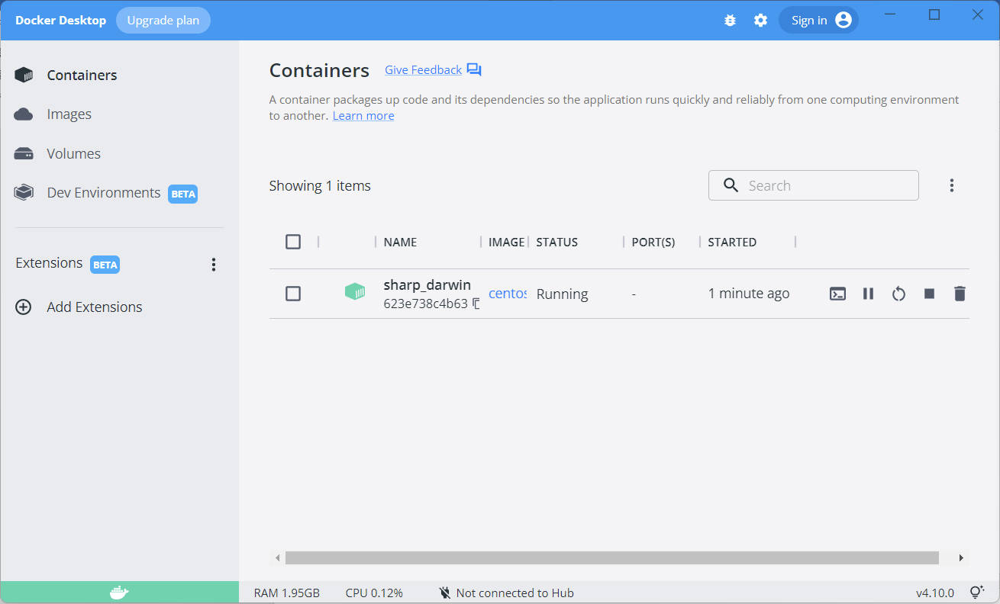 Docker Desktop Upgrade plan Sign in
Containers
Images
Volumes
Dev Environments BETA
Extensions BETA
Add Extensions
Containers Give Feedback
A container packages up code and its dependencies so the application runs quickly and reliably from one computing environment
to another. Learn more
Showing 1 items Search
NAME IMAGE STATUS PORT(S) STARTED
sharp_darwin
623e738c4b63
centos Running - 1 minute ago
RAM 1.95GB CPU 0.12% Not connected to Hub v4.10.0